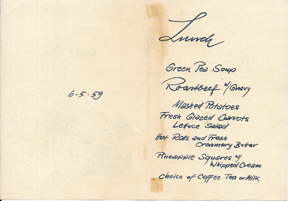 Lunch
Green Pea Soup
Roastbeef w/Gravy
Mashed Potatoes
Fresh Glazed Carrots
Lettuce Salad
Hot Rolls and Fresh
Creamery Butter
Pineapple Squares w/
Whipped Cream
Choice of Coffee Tea or Milk
6-5-59